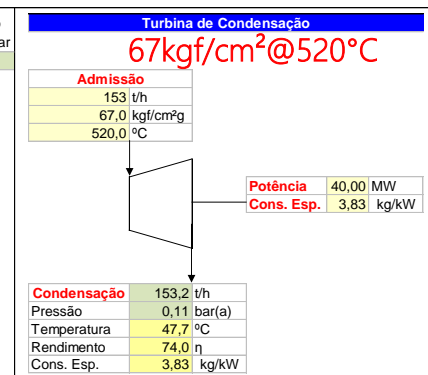 ar
Turbina de Condensação
67kgf/cm²@520°C
Admissão
153 t/h
67,0 kgf/cm²g
520,0 ºC
Potência 40,00 MW
Cons. Esp. 3,83 kg/kW
Condensação 153,2 t/h
Pressão 0,11 bar(a)
Temperatura 47,7 ºC
Rendimento 74,0 η
Cons. Esp. 3,83 kg/kW